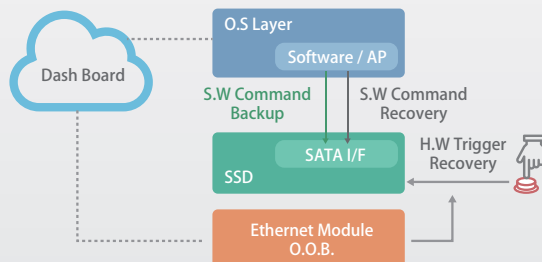 O.S Layer
Software / AP
Dash Board
S.W Command
Backup
S.W Command
Recovery
H.W Trigger
Recovery
SATA I/F
SSD
Ethernet Module
O.O.B.